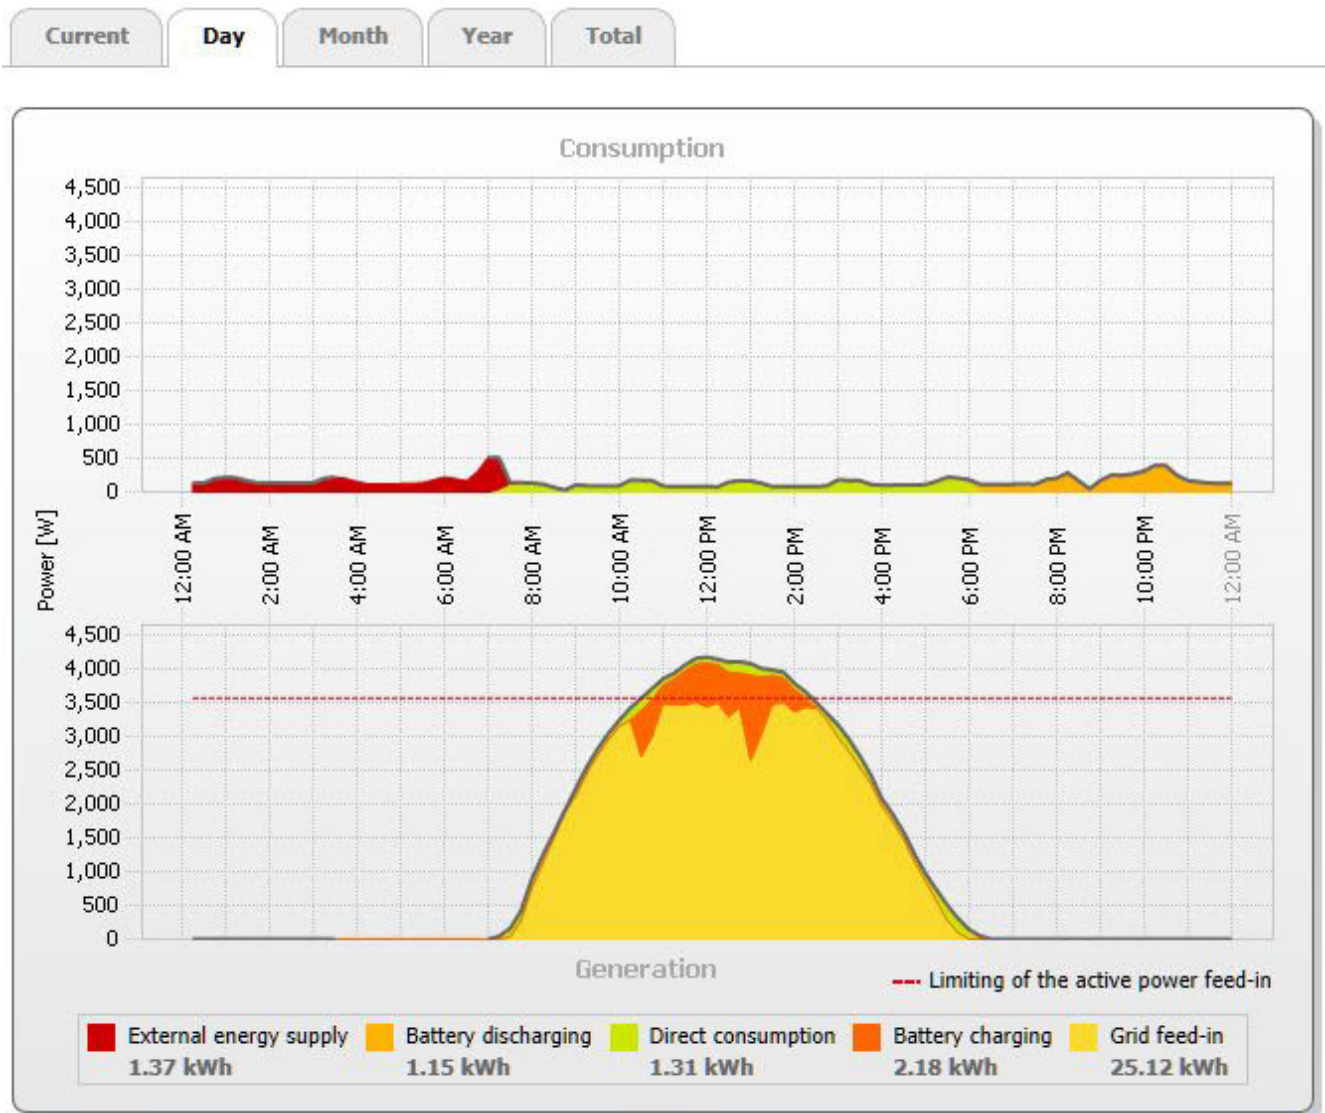 Current Day Month Year Total
Consumption
4,500
4,000
3,500
3,000
2,500
2,000
1,500
1,000
500
0
Power [W]
12:00 AM 2:00 AM 4:00 AM 6:00 AM 8:00 AM 10:00 AM 12:00 PM 2:00 PM 4:00 PM 6:00 PM 8:00 PM 10:00 PM 12:00 AM
4,500
4,000
3,500
3,000
2,500
2,000
1,500
1,000
500
0
Generation
Limiting of the active power feed-in
External energy supply Battery discharging Direct consumption Battery charging Grid feed-in
1.37 kWh 1.15 kWh 1.31 kWh 2.18 kWh 25.12 kWh